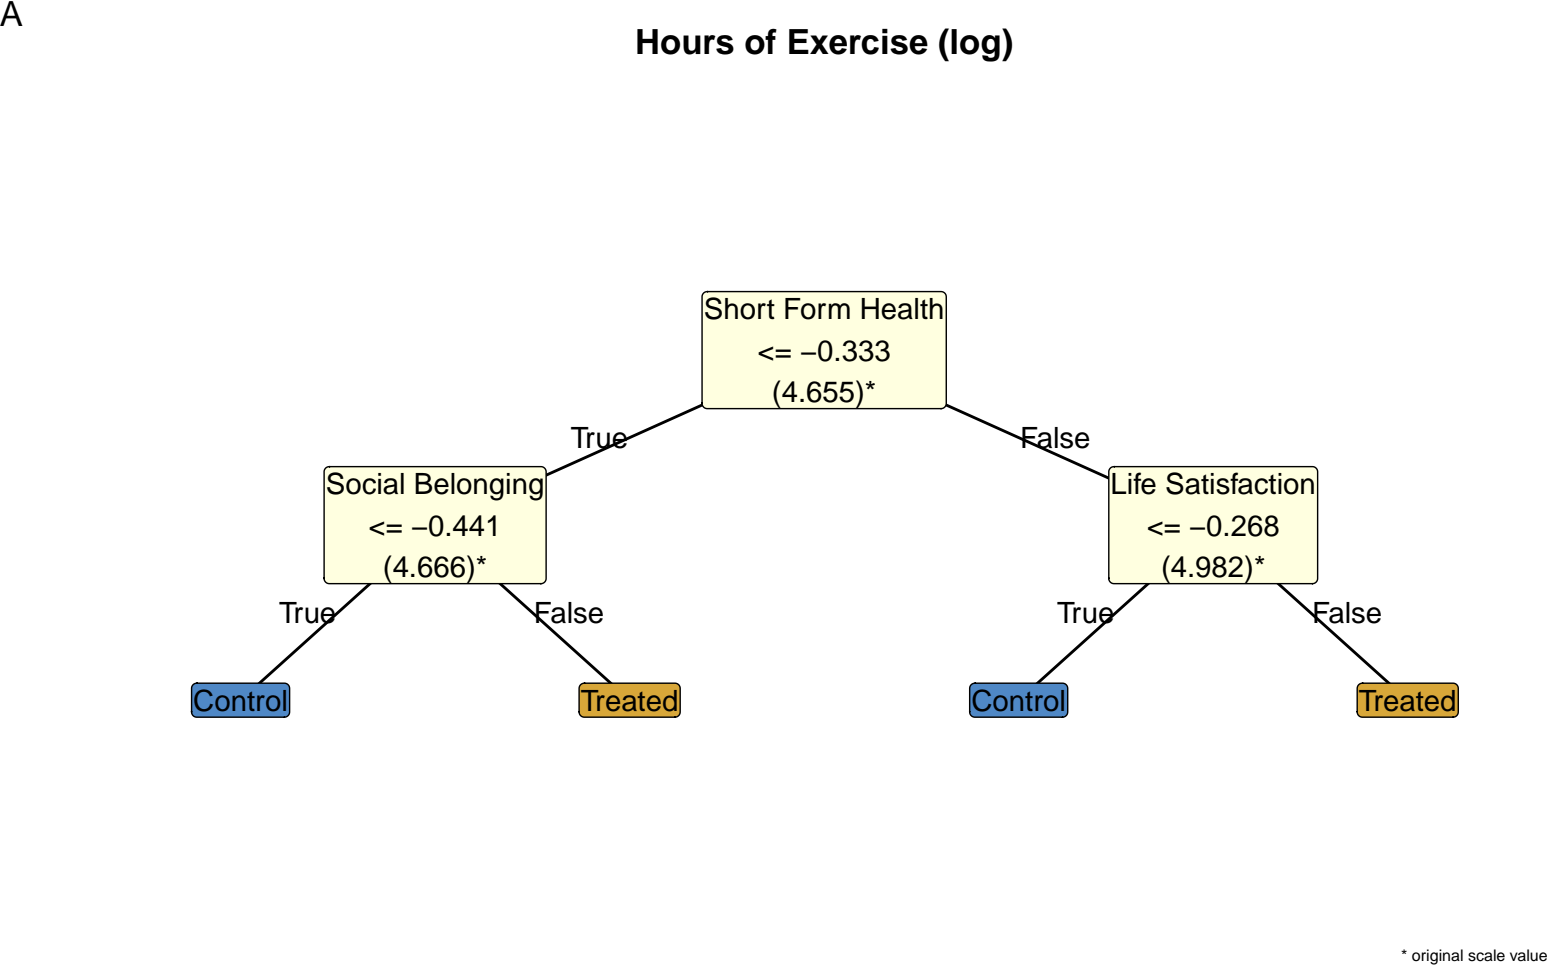 A
Hours of Exercise (log)
Short Form Health
<= −0.333
(4.655)*
True
False
Social Belonging
<= −0.441
(4.666)*
Life Satisfaction
<= −0.268
(4.982)*
True
False
True
False
Control
Treated
Control
Treated
* original scale value